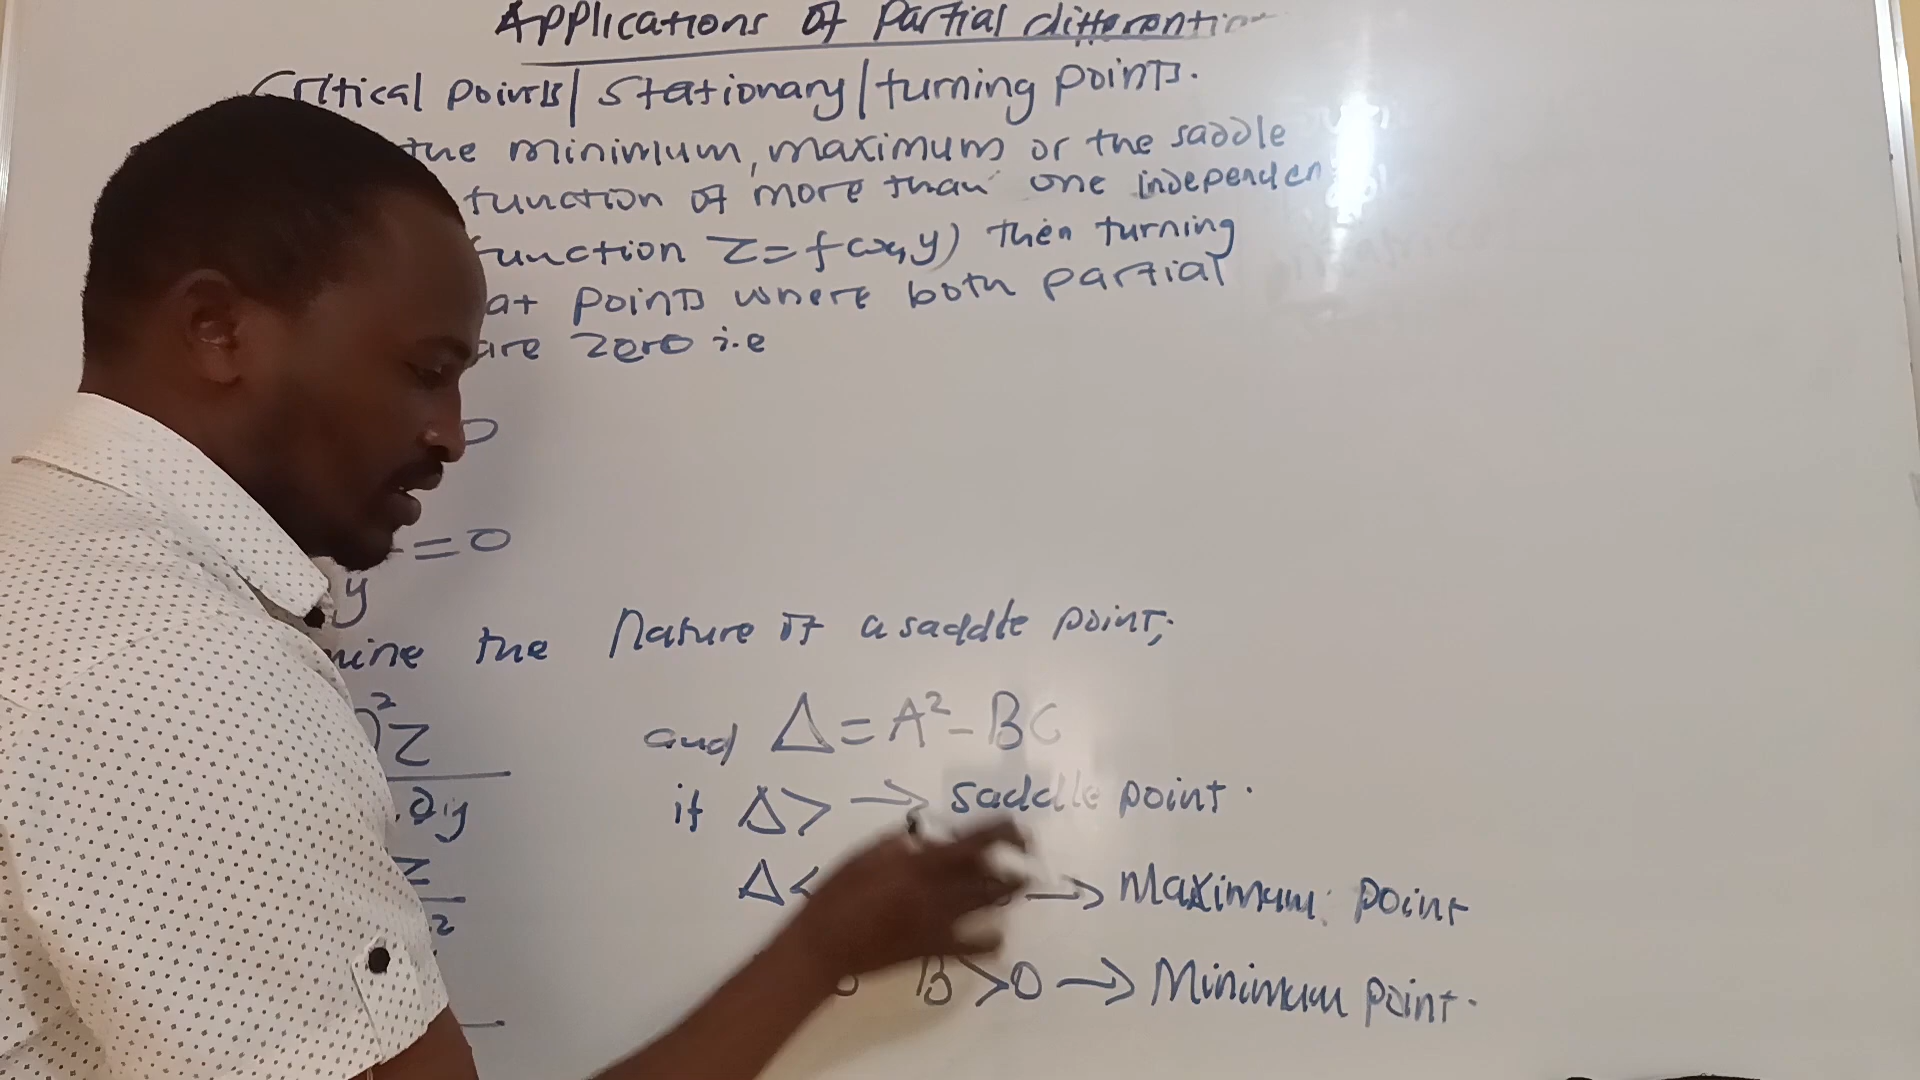 Applications of Partial
Critical points/ stationary/turning points.
the minimum, maximum or the saddle
function of more than one independen
function Z=f(x,y) then turning
at points where both partial
are zero i.e
0
=0
y
mine the Nature of a saddle point;
∂²Z
and Δ=A²-BC
.∂y
if Δ> → saddle point.
Z
2
Δ< → Maximum point
B>0 → Minimum point.